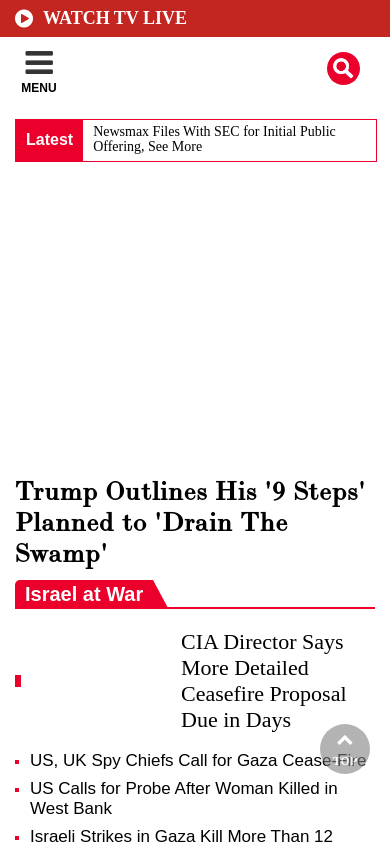 WATCH TV LIVE
MENU
Latest
Newsmax Files With SEC for Initial Public
Offering, See More
Trump Outlines His '9 Steps'
Planned to 'Drain The
Swamp'
Israel at War
CIA Director Says
More Detailed
Ceasefire Proposal
Due in Days
US, UK Spy Chiefs Call for Gaza Cease-Fire
TOP
US Calls for Probe After Woman Killed in
West Bank
Israeli Strikes in Gaza Kill More Than 12